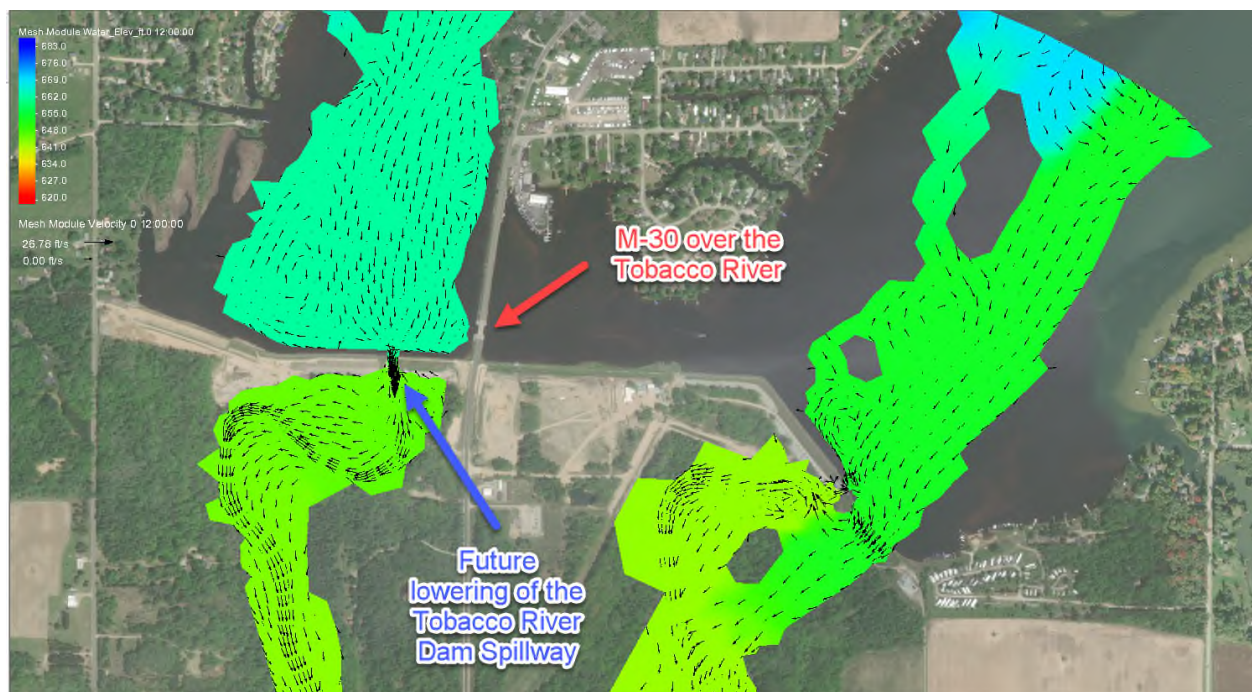 Mesh Module Water_Elev_ft 0 12:00:00
683.0
676.0
669.0
662.0
655.0
648.0
641.0
634.0
627.0
620.0
Mesh Module Velocity 0 12:00:00
26.78 ft/s
0.00 ft/s
M-30 over the
Tobacco River
Future
lowering of the
Tobacco River
Dam Spillway